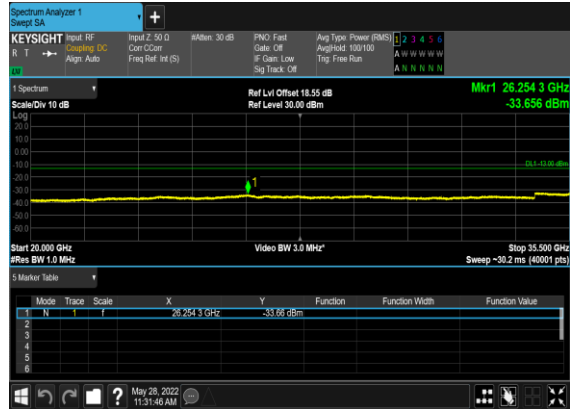 Spectrum Analyzer 1
Swept SA
+
KEYSIGHT Input: RF Input Z: 50 Ω #Atten: 30 dB PNO: Fast Avg Type: Power (RMS) 1 2 3 4 5 6
R T Coupling: DC Corr CCorr Gate: Off Avg|Hold: 100/100 A W W W W W
Align: Auto Freq Ref: Int (S) IF Gain: Low Trig: Free Run
Sig Track: Off A N N N N N
1 Spectrum Ref Lvl Offset 18.55 dB Mkr1 26.254 3 GHz
Scale/Div 10 dB Ref Level 30.00 dBm -33.656 dBm
Log
20.0
10.0
0.00
-10.0 DL1 -13.00 dBm
-20.0
1
-30.0
-40.0
-50.0
-60.0
Start 20.000 GHz Video BW 3.0 MHz* Stop 35.500 GHz
#Res BW 1.0 MHz Sweep ~30.2 ms (40001 pts)
5 Marker Table
Mode Trace Scale X Y Function Function Width Function Value
1 N 1 f 26.254 3 GHz -33.66 dBm
2
3
4
5
6
? May 28, 2022
11:31:46 AM